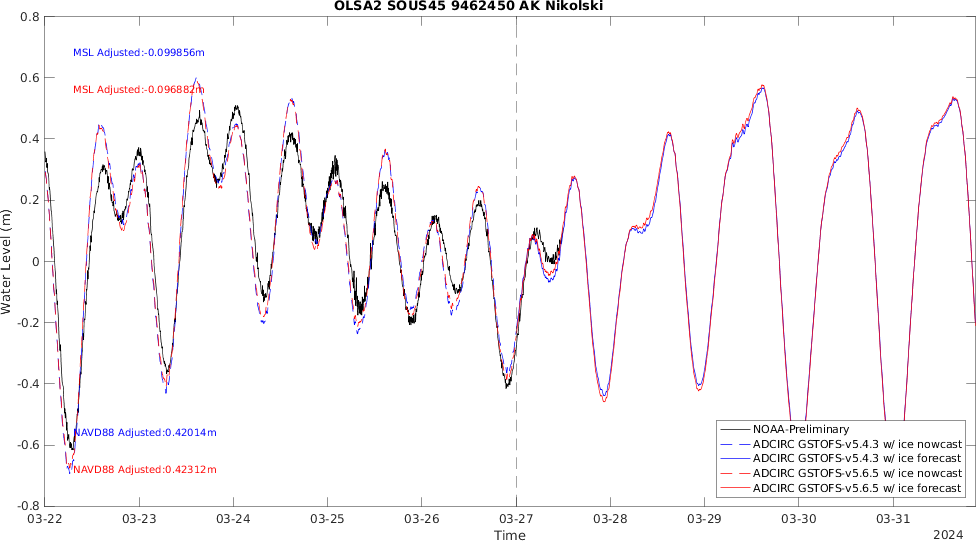 OLSA2 SOUS45 9462450 AK Nikolski
MSL Adjusted:-0.099856m
MSL Adjusted:-0.096882m
NAVD88 Adjusted:0.42014m
NAVD88 Adjusted:0.42312m
Water Level (m)
0.8
0.6
0.4
0.2
0
-0.2
-0.4
-0.6
-0.8
NOAA-Preliminary
ADCIRC GSTOFS-v5.4.3 w/ ice nowcast
ADCIRC GSTOFS-v5.4.3 w/ ice forecast
ADCIRC GSTOFS-v5.6.5 w/ ice nowcast
ADCIRC GSTOFS-v5.6.5 w/ ice forecast
03-22 03-23 03-24 03-25 03-26 03-27 03-28 03-29 03-30 03-31
Time
2024